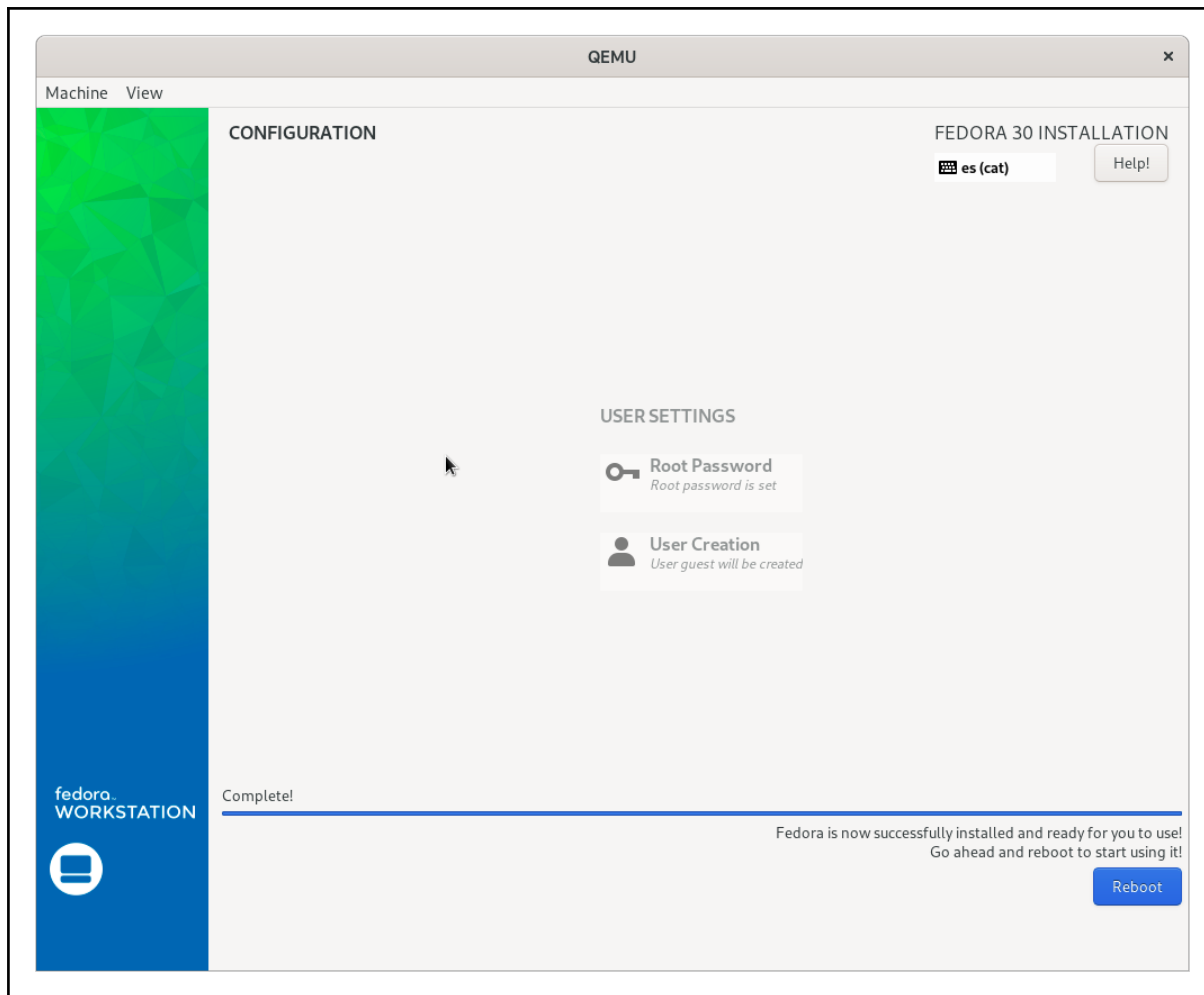 QEMU
×
Machine View
CONFIGURATION
FEDORA 30 INSTALLATION
es (cat)
Help!
USER SETTINGS
Root Password
Root password is set
User Creation
User guest will be created
fedora™
WORKSTATION
Complete!
Fedora is now successfully installed and ready for you to use!
Go ahead and reboot to start using it!
Reboot